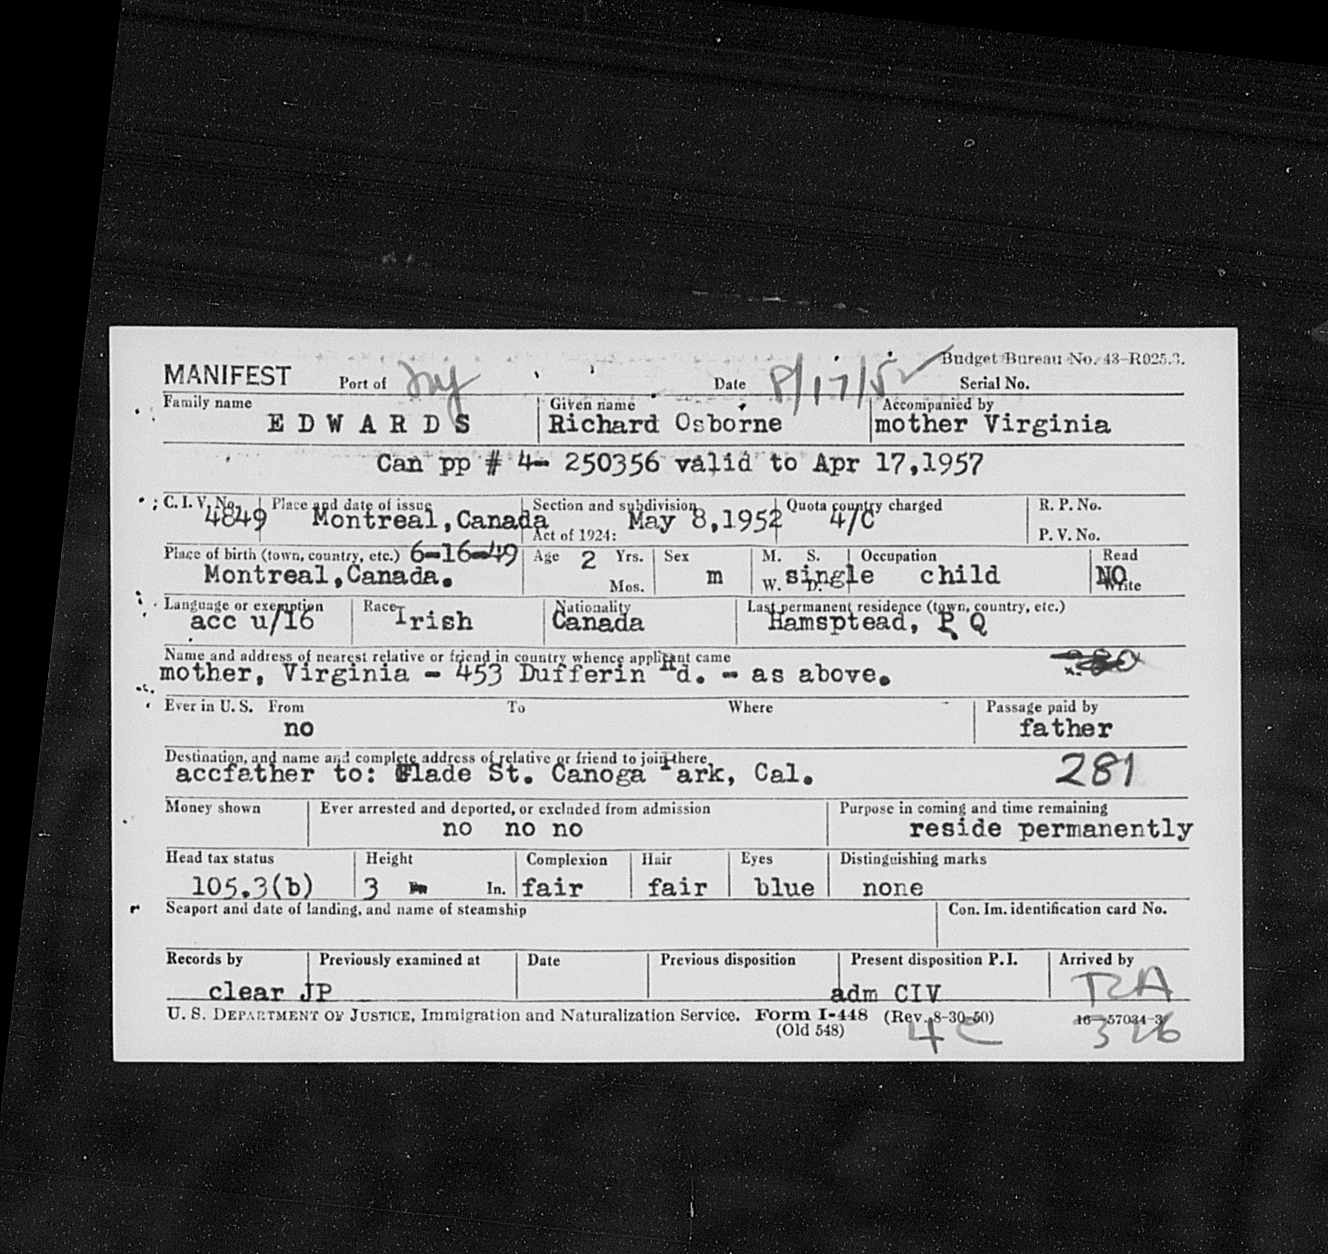 MANIFEST Port of ny Date 8/17/52 Budget Bureau No. 43-R025.3. Serial No.
Family name Given name Accompanied by
E D W A R D S Richard Osborne mother Virginia
Can pp # 4- 250356 valid to Apr 17,1957
C. I. V. No. Place and date of issue Section and subdivision Quota country charged R. P. No.
4849 Montreal,Canada May 8,1952 4/C
Act of 1924: P. V. No.
Place of birth (town, country, etc.) 6-16-49 Age 2 Yrs. Sex M. S. Occupation Read
Montreal,Canada. Mos. m W. D. single child NO Write
Language or exemption Race Nationality Last permanent residence (town, country, etc.)
acc u/16 Irish Canada Hamsptead, P Q
Name and address of nearest relative or friend in country whence applicant came
mother, Virginia - 453 Dufferin Rd. - as above.
Ever in U. S. From To Where Passage paid by
no father
Destination, and name and complete address of relative or friend to join there
accfather to: Flade St. Canoga Park, Cal. 281
Money shown Ever arrested and deported, or excluded from admission Purpose in coming and time remaining
no no no reside permanently
Head tax status Height Complexion Hair Eyes Distinguishing marks
105.3(b) 3 In. fair fair blue none
Seaport and date of landing, and name of steamship Con. Im. identification card No.
Records by Previously examined at Date Previous disposition Present disposition P. I. Arrived by
clear JP adm CIV TCA
U. S. DEPARTMENT OF JUSTICE, Immigration and Naturalization Service. Form I-448 (Rev. 8-30-50) 16-57034-3
(Old 548) 4C 326